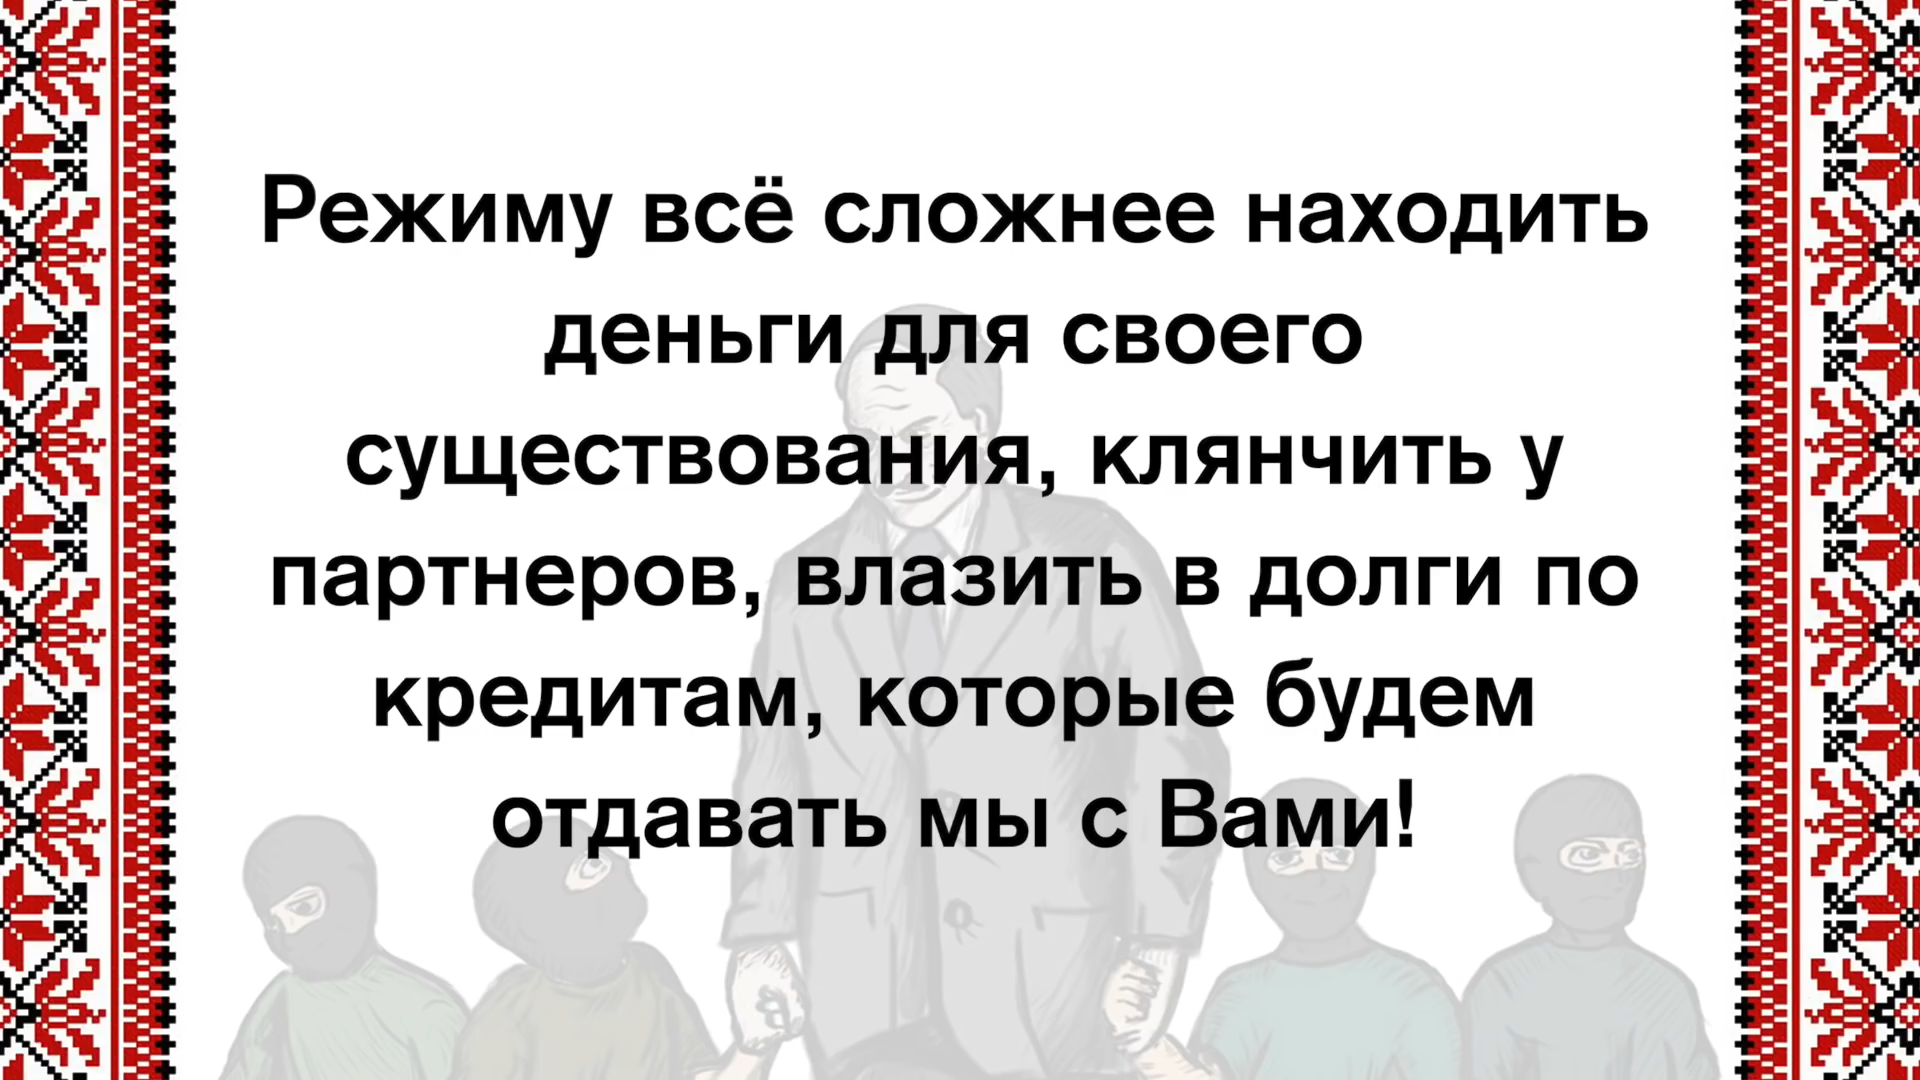 Режиму всё сложнее находить
деньги для своего
существования, клянчить у
партнеров, влазить в долги по
кредитам, которые будем
отдавать мы с Вами!